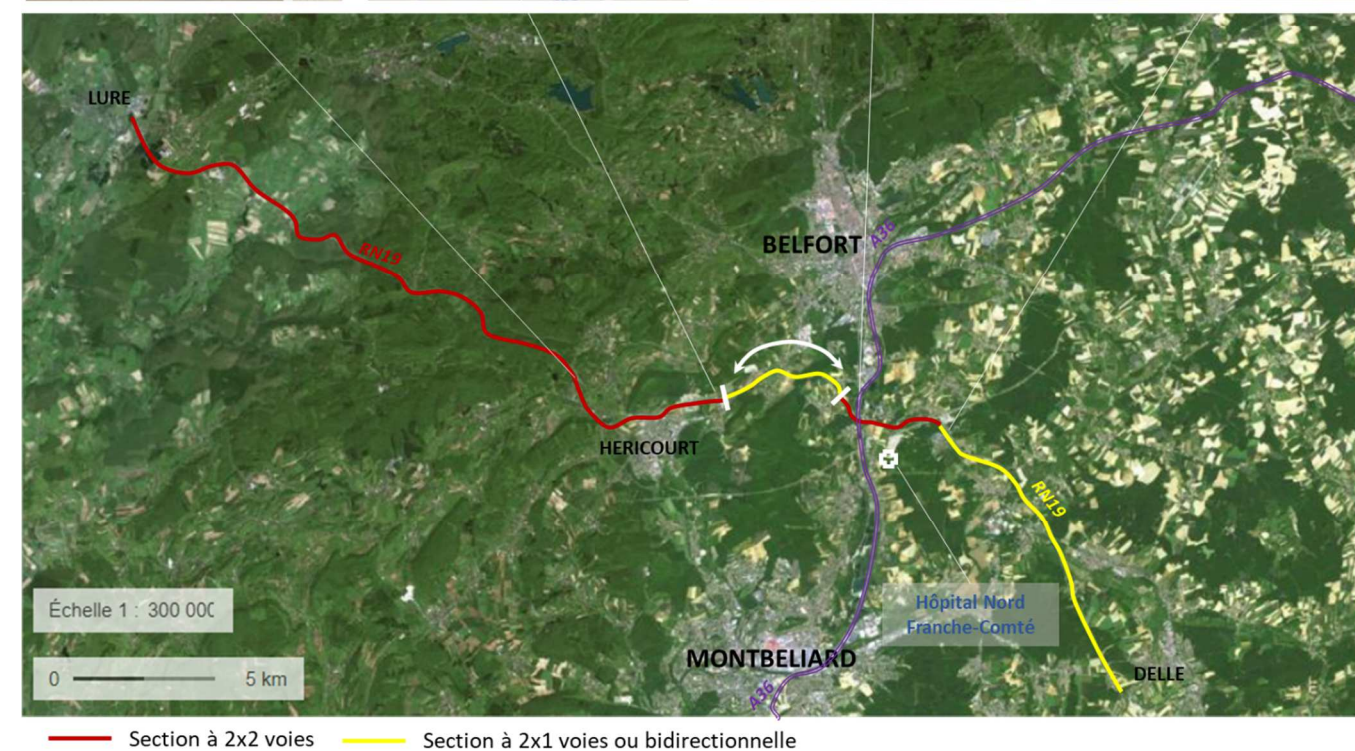 LURE
RN19
BELFORT
A36
HERICOURT
RN19
Échelle 1 : 300 000
Hôpital Nord
Franche-Comté
MONTBELIARD
0 5 km
A36
DELLE
Section à 2x2 voies
Section à 2x1 voies ou bidirectionnelle